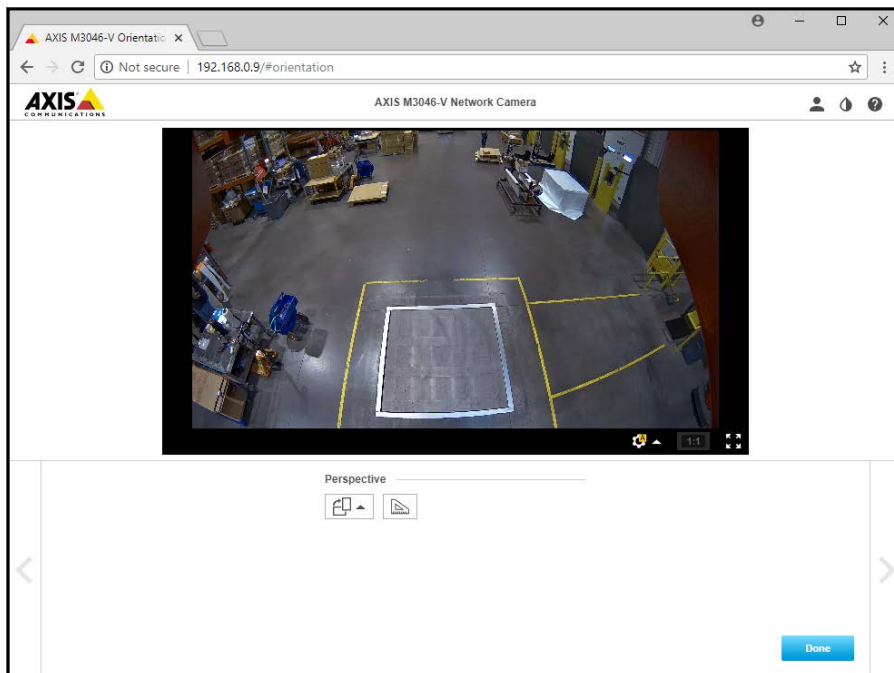 AXIS M3046-V Orientatio
Not secure | 192.168.0.9/#orientation
AXIS
COMMUNICATIONS
AXIS M3046-V Network Camera
1:1
Perspective
Done